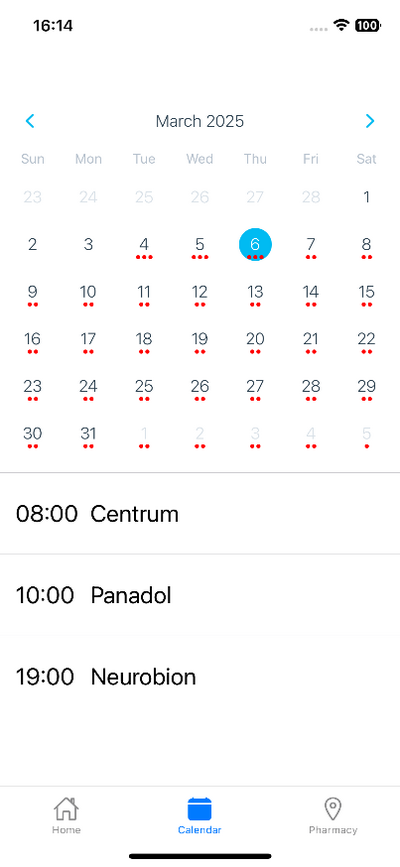 16:14 100
March 2025
Sun Mon Tue Wed Thu Fri Sat
23 24 25 26 27 28 1
2 3 4 5 6 7 8
9 10 11 12 13 14 15
16 17 18 19 20 21 22
23 24 25 26 27 28 29
30 31 1 2 3 4 5
08:00 Centrum
10:00 Panadol
19:00 Neurobion
Home Calendar Pharmacy